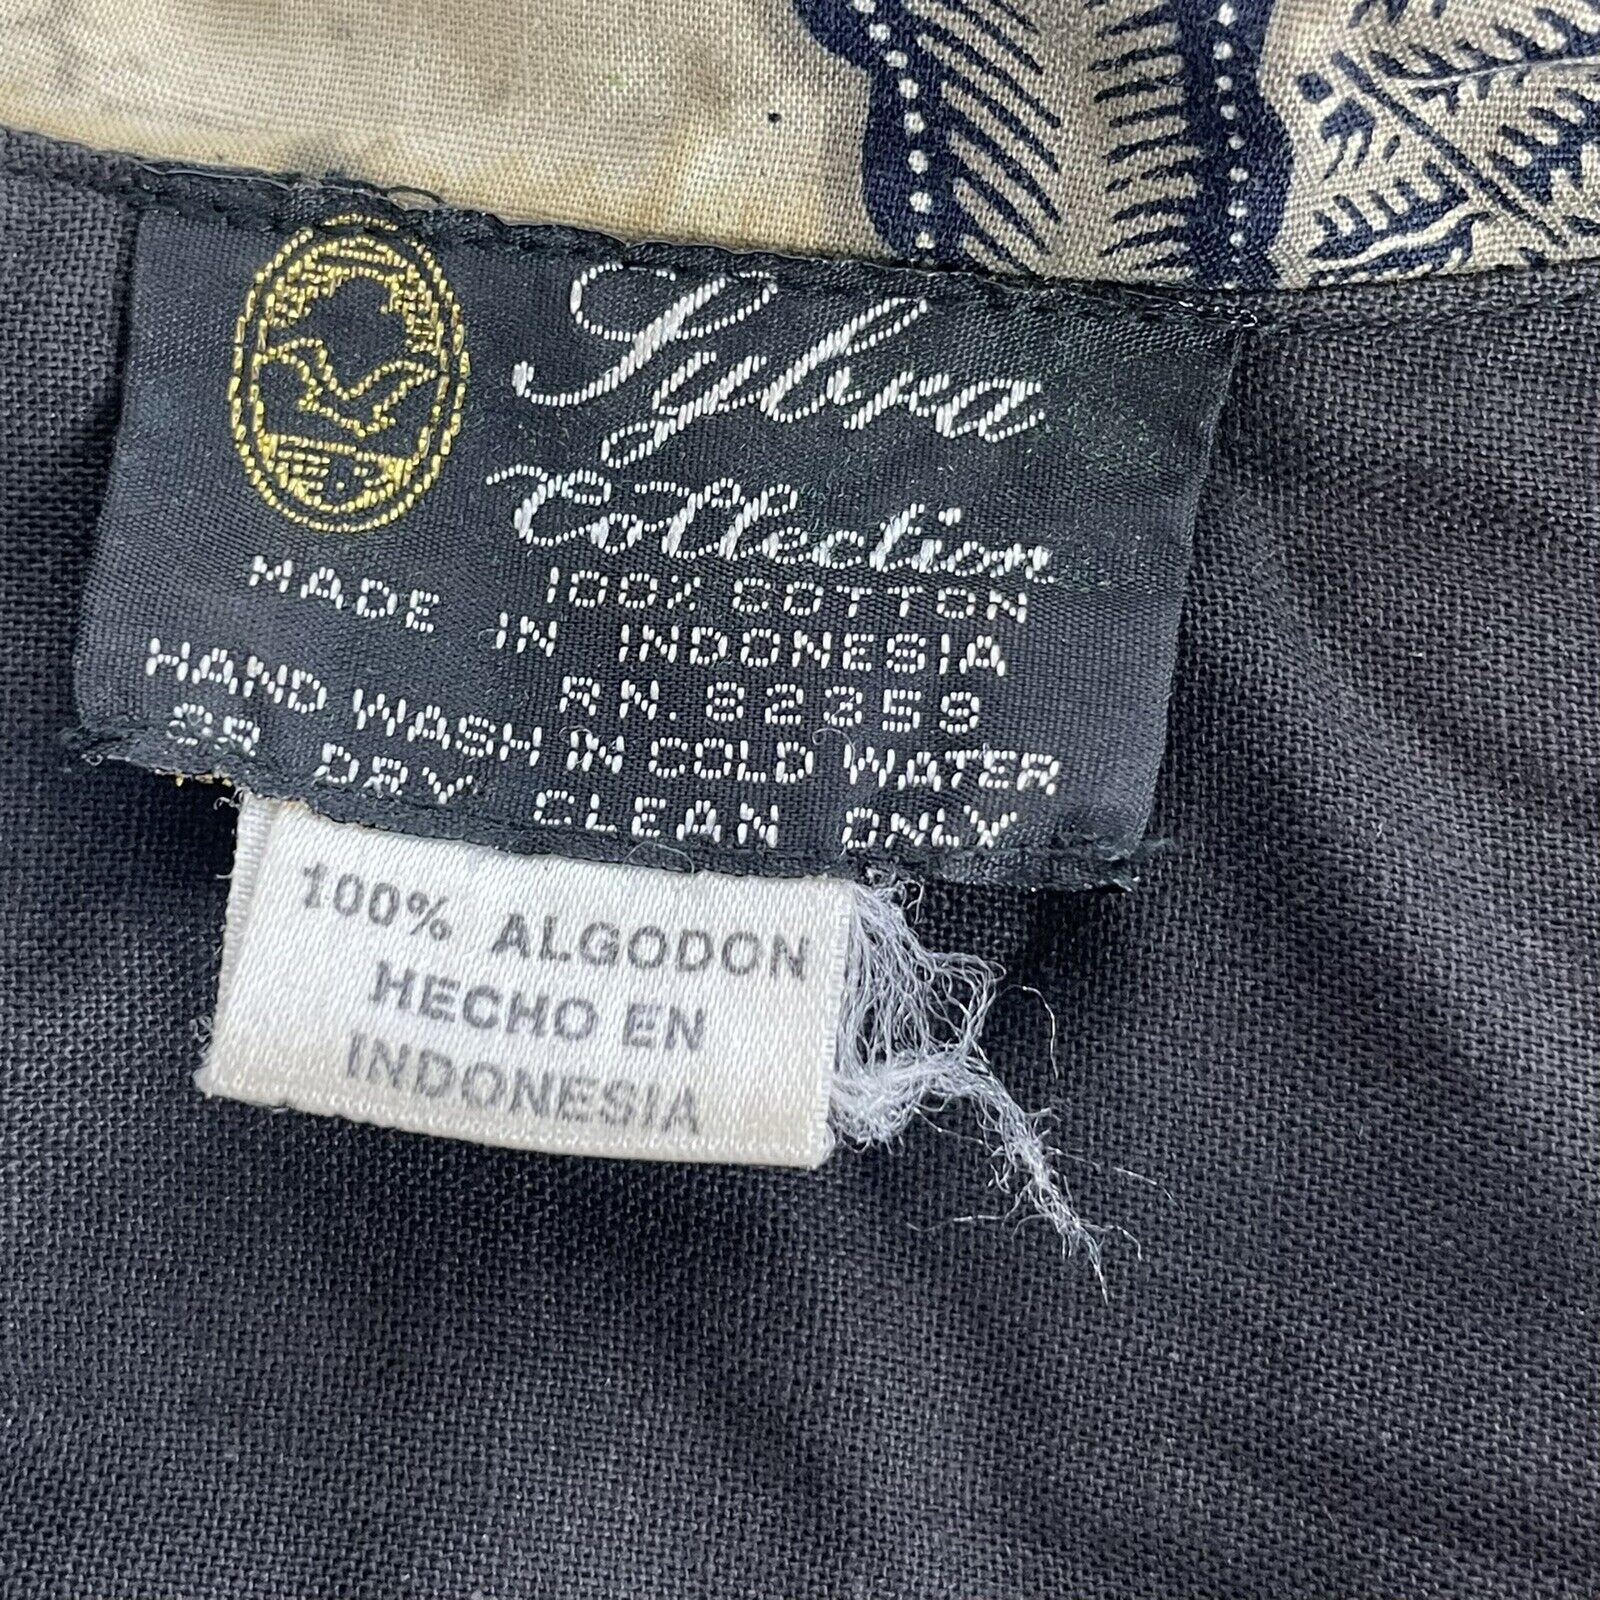 Sybra
Collection
100% COTTON
MADE IN INDONESIA
RN. 82259
HAND WASH IN COLD WATER
OR DRY CLEAN ONLY
100% ALGODON
HECHO EN
INDONESIA